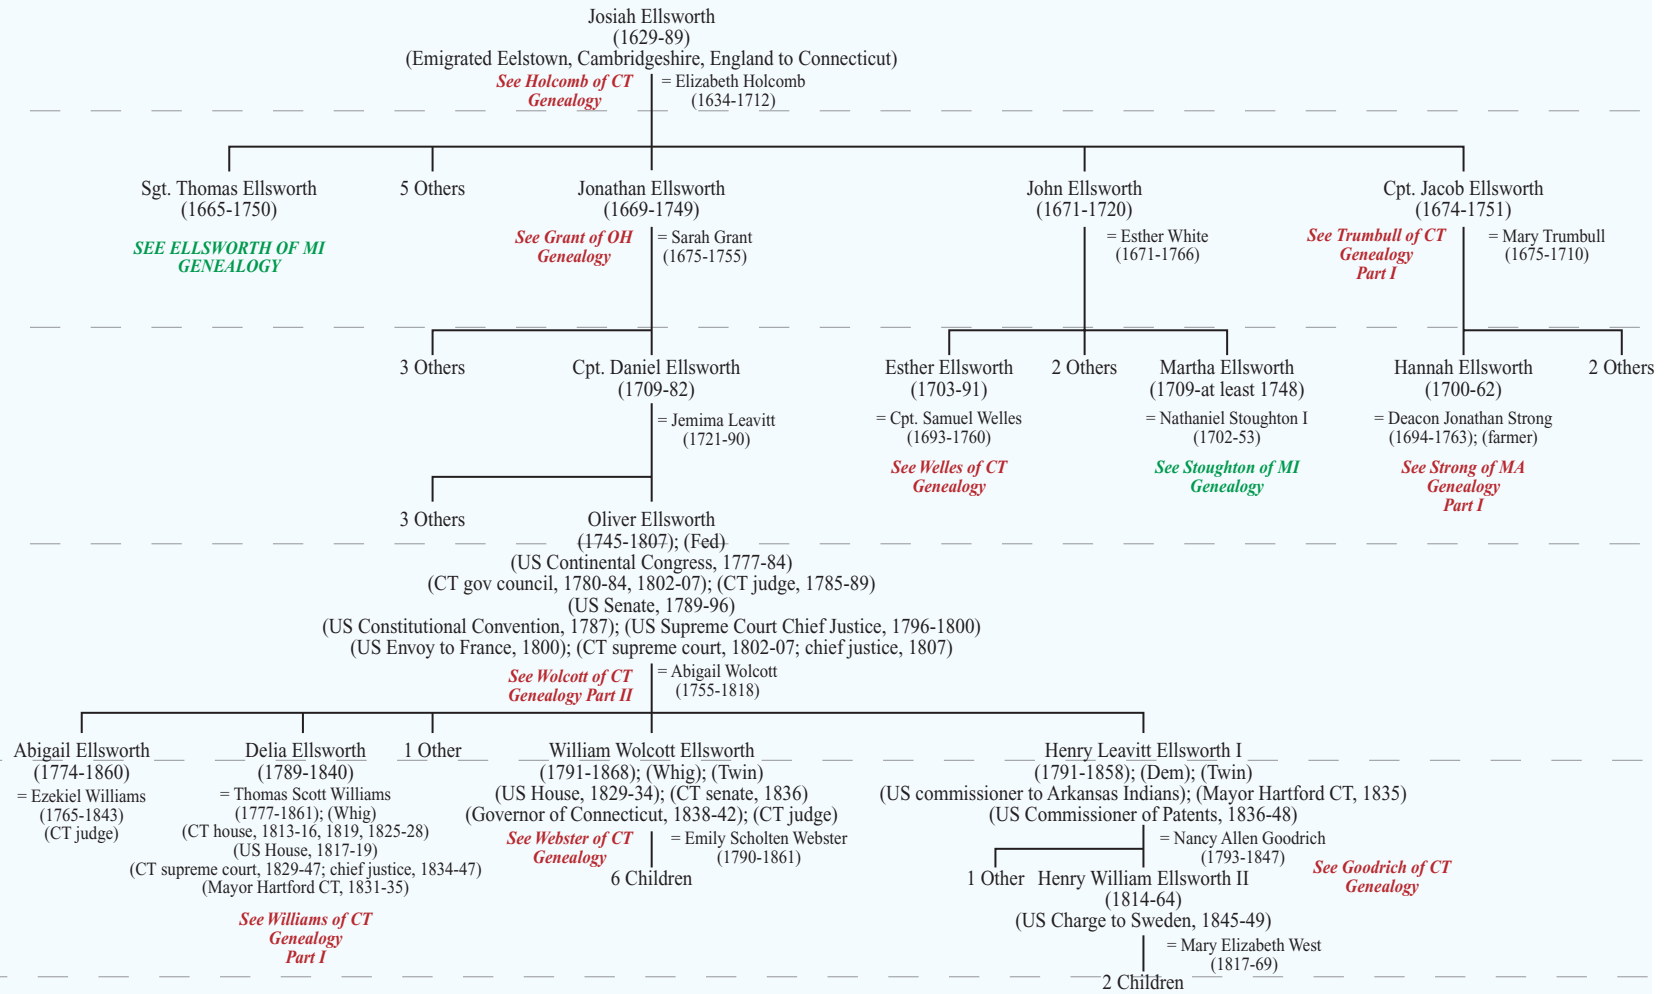 Josiah Ellsworth
(1629-89)
(Emigrated Eelstown, Cambridgeshire, England to Connecticut)
See Holcomb of CT
Genealogy
= Elizabeth Holcomb
(1634-1712)
Sgt. Thomas Ellsworth
(1665-1750)
SEE ELLSWORTH OF MI
GENEALOGY
5 Others
Jonathan Ellsworth
(1669-1749)
See Grant of OH
Genealogy
= Sarah Grant
(1675-1755)
John Ellsworth
(1671-1720)
= Esther White
(1671-1766)
Cpt. Jacob Ellsworth
(1674-1751)
See Trumbull of CT
Genealogy
Part I
= Mary Trumbull
(1675-1710)
3 Others
Cpt. Daniel Ellsworth
(1709-82)
= Jemima Leavitt
(1721-90)
Esther Ellsworth
(1703-91)
= Cpt. Samuel Welles
(1693-1760)
See Welles of CT
Genealogy
2 Others
Martha Ellsworth
(1709-at least 1748)
= Nathaniel Stoughton I
(1702-53)
See Stoughton of MI
Genealogy
Hannah Ellsworth
(1700-62)
= Deacon Jonathan Strong
(1694-1763); (farmer)
See Strong of MA
Genealogy
Part I
2 Others
3 Others
Oliver Ellsworth
(1745-1807); (Fed)
(US Continental Congress, 1777-84)
(CT gov council, 1780-84, 1802-07); (CT judge, 1785-89)
(US Senate, 1789-96)
(US Constitutional Convention, 1787); (US Supreme Court Chief Justice, 1796-1800)
(US Envoy to France, 1800); (CT supreme court, 1802-07; chief justice, 1807)
See Wolcott of CT
Genealogy Part II
= Abigail Wolcott
(1755-1818)
Abigail Ellsworth
(1774-1860)
= Ezekiel Williams
(1765-1843)
(CT judge)
Delia Ellsworth
(1789-1840)
= Thomas Scott Williams
(1777-1861); (Whig)
(CT house, 1813-16, 1819, 1825-28)
(US House, 1817-19)
(CT supreme court, 1829-47; chief justice, 1834-47)
(Mayor Hartford CT, 1831-35)
See Williams of CT
Genealogy
Part I
1 Other
William Wolcott Ellsworth
(1791-1868); (Whig); (Twin)
(US House, 1829-34); (CT senate, 1836)
(Governor of Connecticut, 1838-42); (CT judge)
See Webster of CT
Genealogy
= Emily Scholten Webster
(1790-1861)
6 Children
Henry Leavitt Ellsworth I
(1791-1858); (Dem); (Twin)
(US commissioner to Arkansas Indians); (Mayor Hartford CT, 1835)
(US Commissioner of Patents, 1836-48)
= Nancy Allen Goodrich
(1793-1847)
See Goodrich of CT
Genealogy
1 Other
Henry William Ellsworth II
(1814-64)
(US Charge to Sweden, 1845-49)
= Mary Elizabeth West
(1817-69)
2 Children